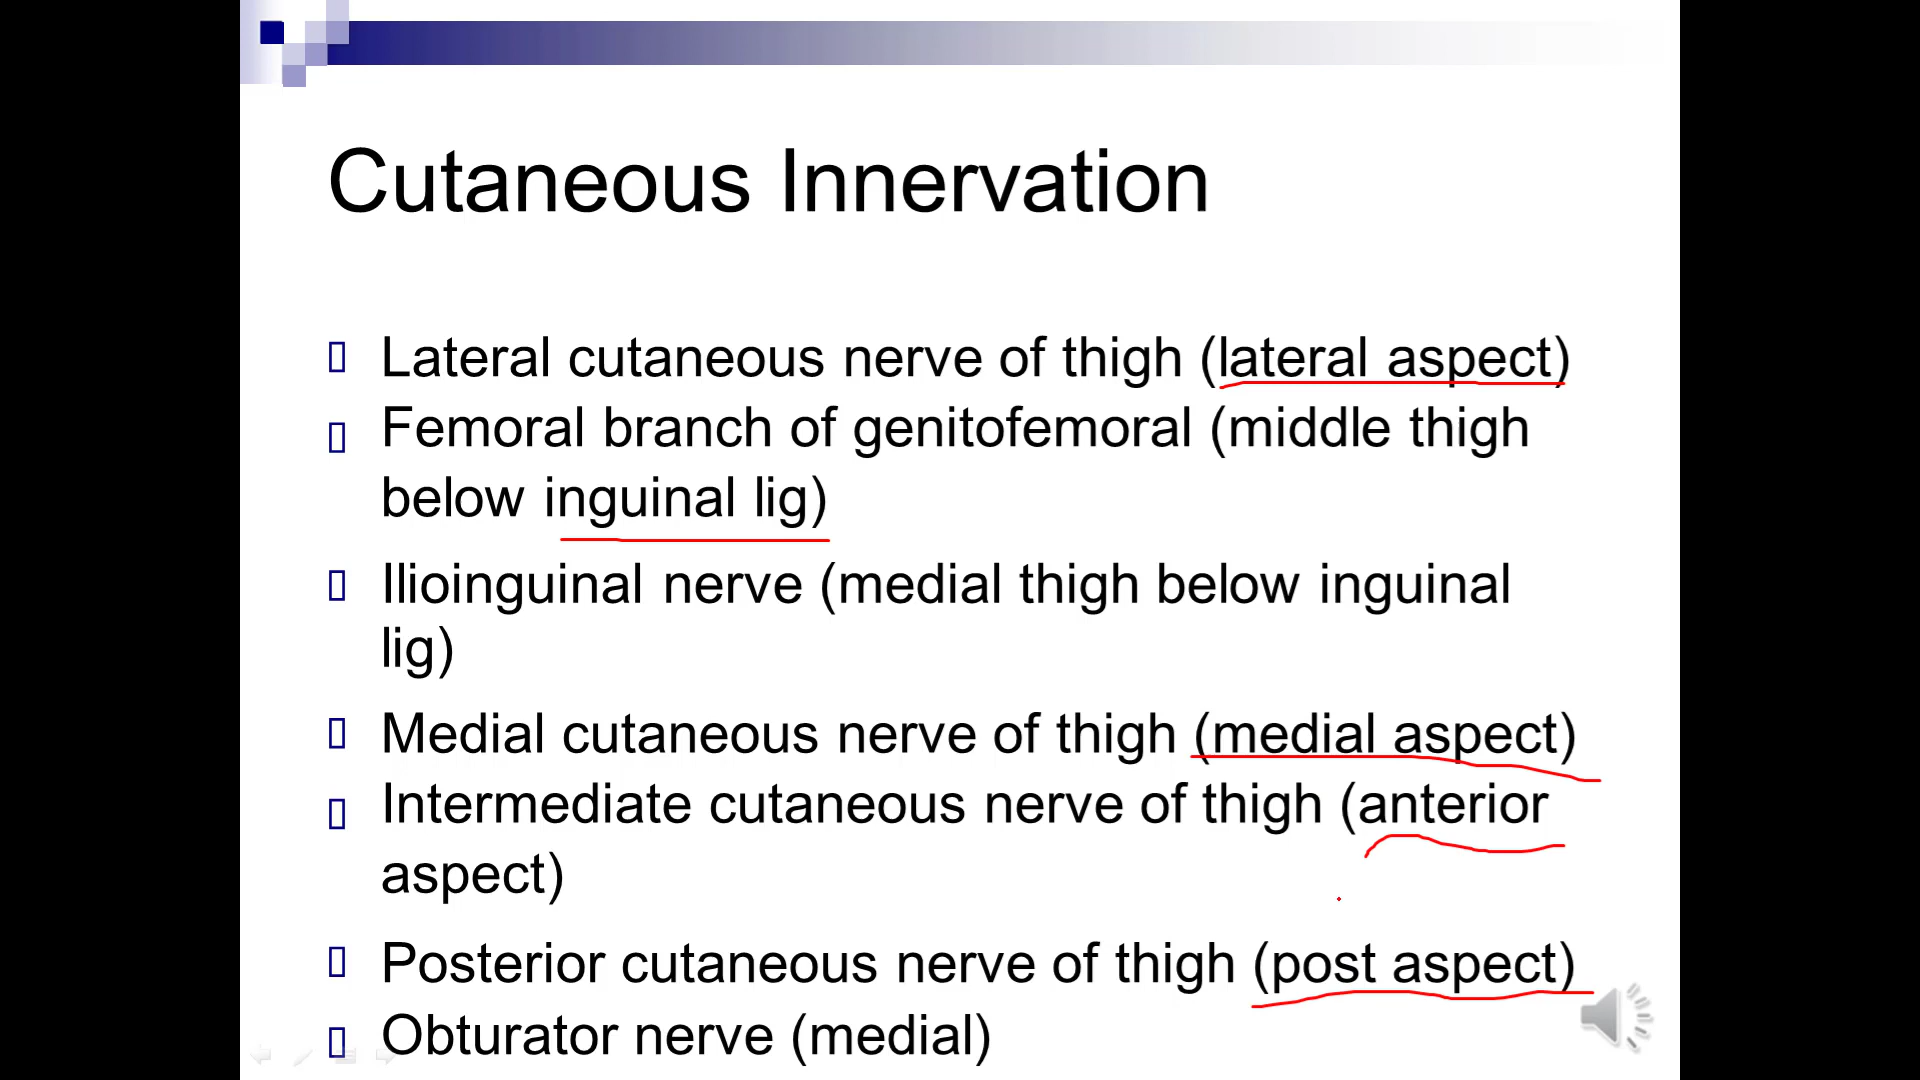 Cutaneous Innervation
Lateral cutaneous nerve of thigh (lateral aspect)
Femoral branch of genitofemoral (middle thigh
below inguinal lig)
Ilioinguinal nerve (medial thigh below inguinal
lig)
Medial cutaneous nerve of thigh (medial aspect)
Intermediate cutaneous nerve of thigh (anterior
aspect)
Posterior cutaneous nerve of thigh (post aspect)
Obturator nerve (medial)